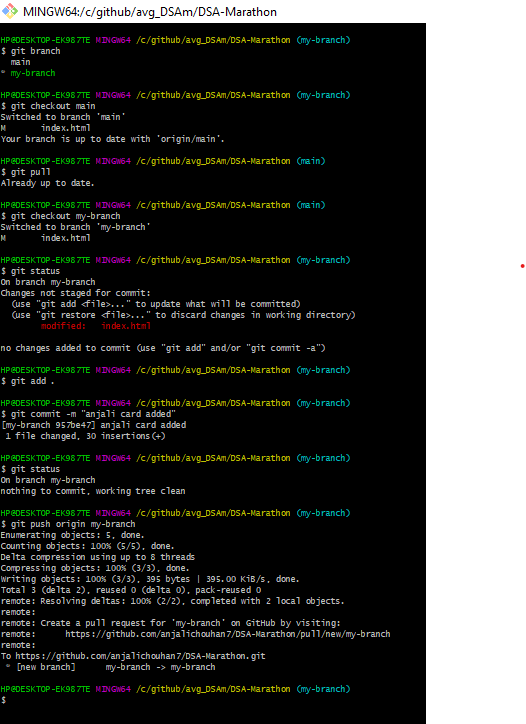 MINGW64:/c/github/avg_DSAm/DSA-Marathon
HP@DESKTOP-EK987TE MINGW64 /c/github/avg_DSAm/DSA-Marathon (my-branch)
$ git branch
main
* my-branch
HP@DESKTOP-EK987TE MINGW64 /c/github/avg_DSAm/DSA-Marathon (my-branch)
$ git checkout main
Switched to branch 'main'
M index.html
Your branch is up to date with 'origin/main'.
HP@DESKTOP-EK987TE MINGW64 /c/github/avg_DSAm/DSA-Marathon (main)
$ git pull
Already up to date.
HP@DESKTOP-EK987TE MINGW64 /c/github/avg_DSAm/DSA-Marathon (main)
$ git checkout my-branch
Switched to branch 'my-branch'
M index.html
HP@DESKTOP-EK987TE MINGW64 /c/github/avg_DSAm/DSA-Marathon (my-branch)
$ git status
On branch my-branch
Changes not staged for commit:
(use "git add <file>..." to update what will be committed)
(use "git restore <file>..." to discard changes in working directory)
modified: index.html
no changes added to commit (use "git add" and/or "git commit -a")
HP@DESKTOP-EK987TE MINGW64 /c/github/avg_DSAm/DSA-Marathon (my-branch)
$ git add .
HP@DESKTOP-EK987TE MINGW64 /c/github/avg_DSAm/DSA-Marathon (my-branch)
$ git commit -m "anjali card added"
[my-branch 957be47] anjali card added
1 file changed, 30 insertions(+)
HP@DESKTOP-EK987TE MINGW64 /c/github/avg_DSAm/DSA-Marathon (my-branch)
$ git status
On branch my-branch
nothing to commit, working tree clean
HP@DESKTOP-EK987TE MINGW64 /c/github/avg_DSAm/DSA-Marathon (my-branch)
$ git push origin my-branch
Enumerating objects: 5, done.
Counting objects: 100% (5/5), done.
Delta compression using up to 8 threads
Compressing objects: 100% (3/3), done.
Writing objects: 100% (3/3), 395 bytes | 395.00 KiB/s, done.
Total 3 (delta 2), reused 0 (delta 0), pack-reused 0
remote: Resolving deltas: 100% (2/2), completed with 2 local objects.
remote:
remote: Create a pull request for 'my-branch' on GitHub by visiting:
remote: https://github.com/anjalichouhan7/DSA-Marathon/pull/new/my-branch
remote:
To https://github.com/anjalichouhan7/DSA-Marathon.git
* [new branch] my-branch -> my-branch
HP@DESKTOP-EK987TE MINGW64 /c/github/avg_DSAm/DSA-Marathon (my-branch)
$